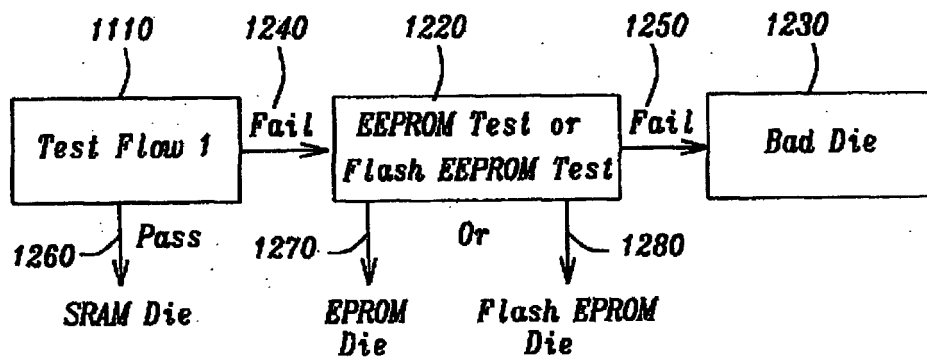 1110 1240 1220 1250 1230
Test Flow 1
Fail
EEPROM Test or
Flash EEPROM Test
Fail
Bad Die
1260 Pass 1270 Or 1280
SRAM Die
EPROM
Die
Flash EPROM
Die